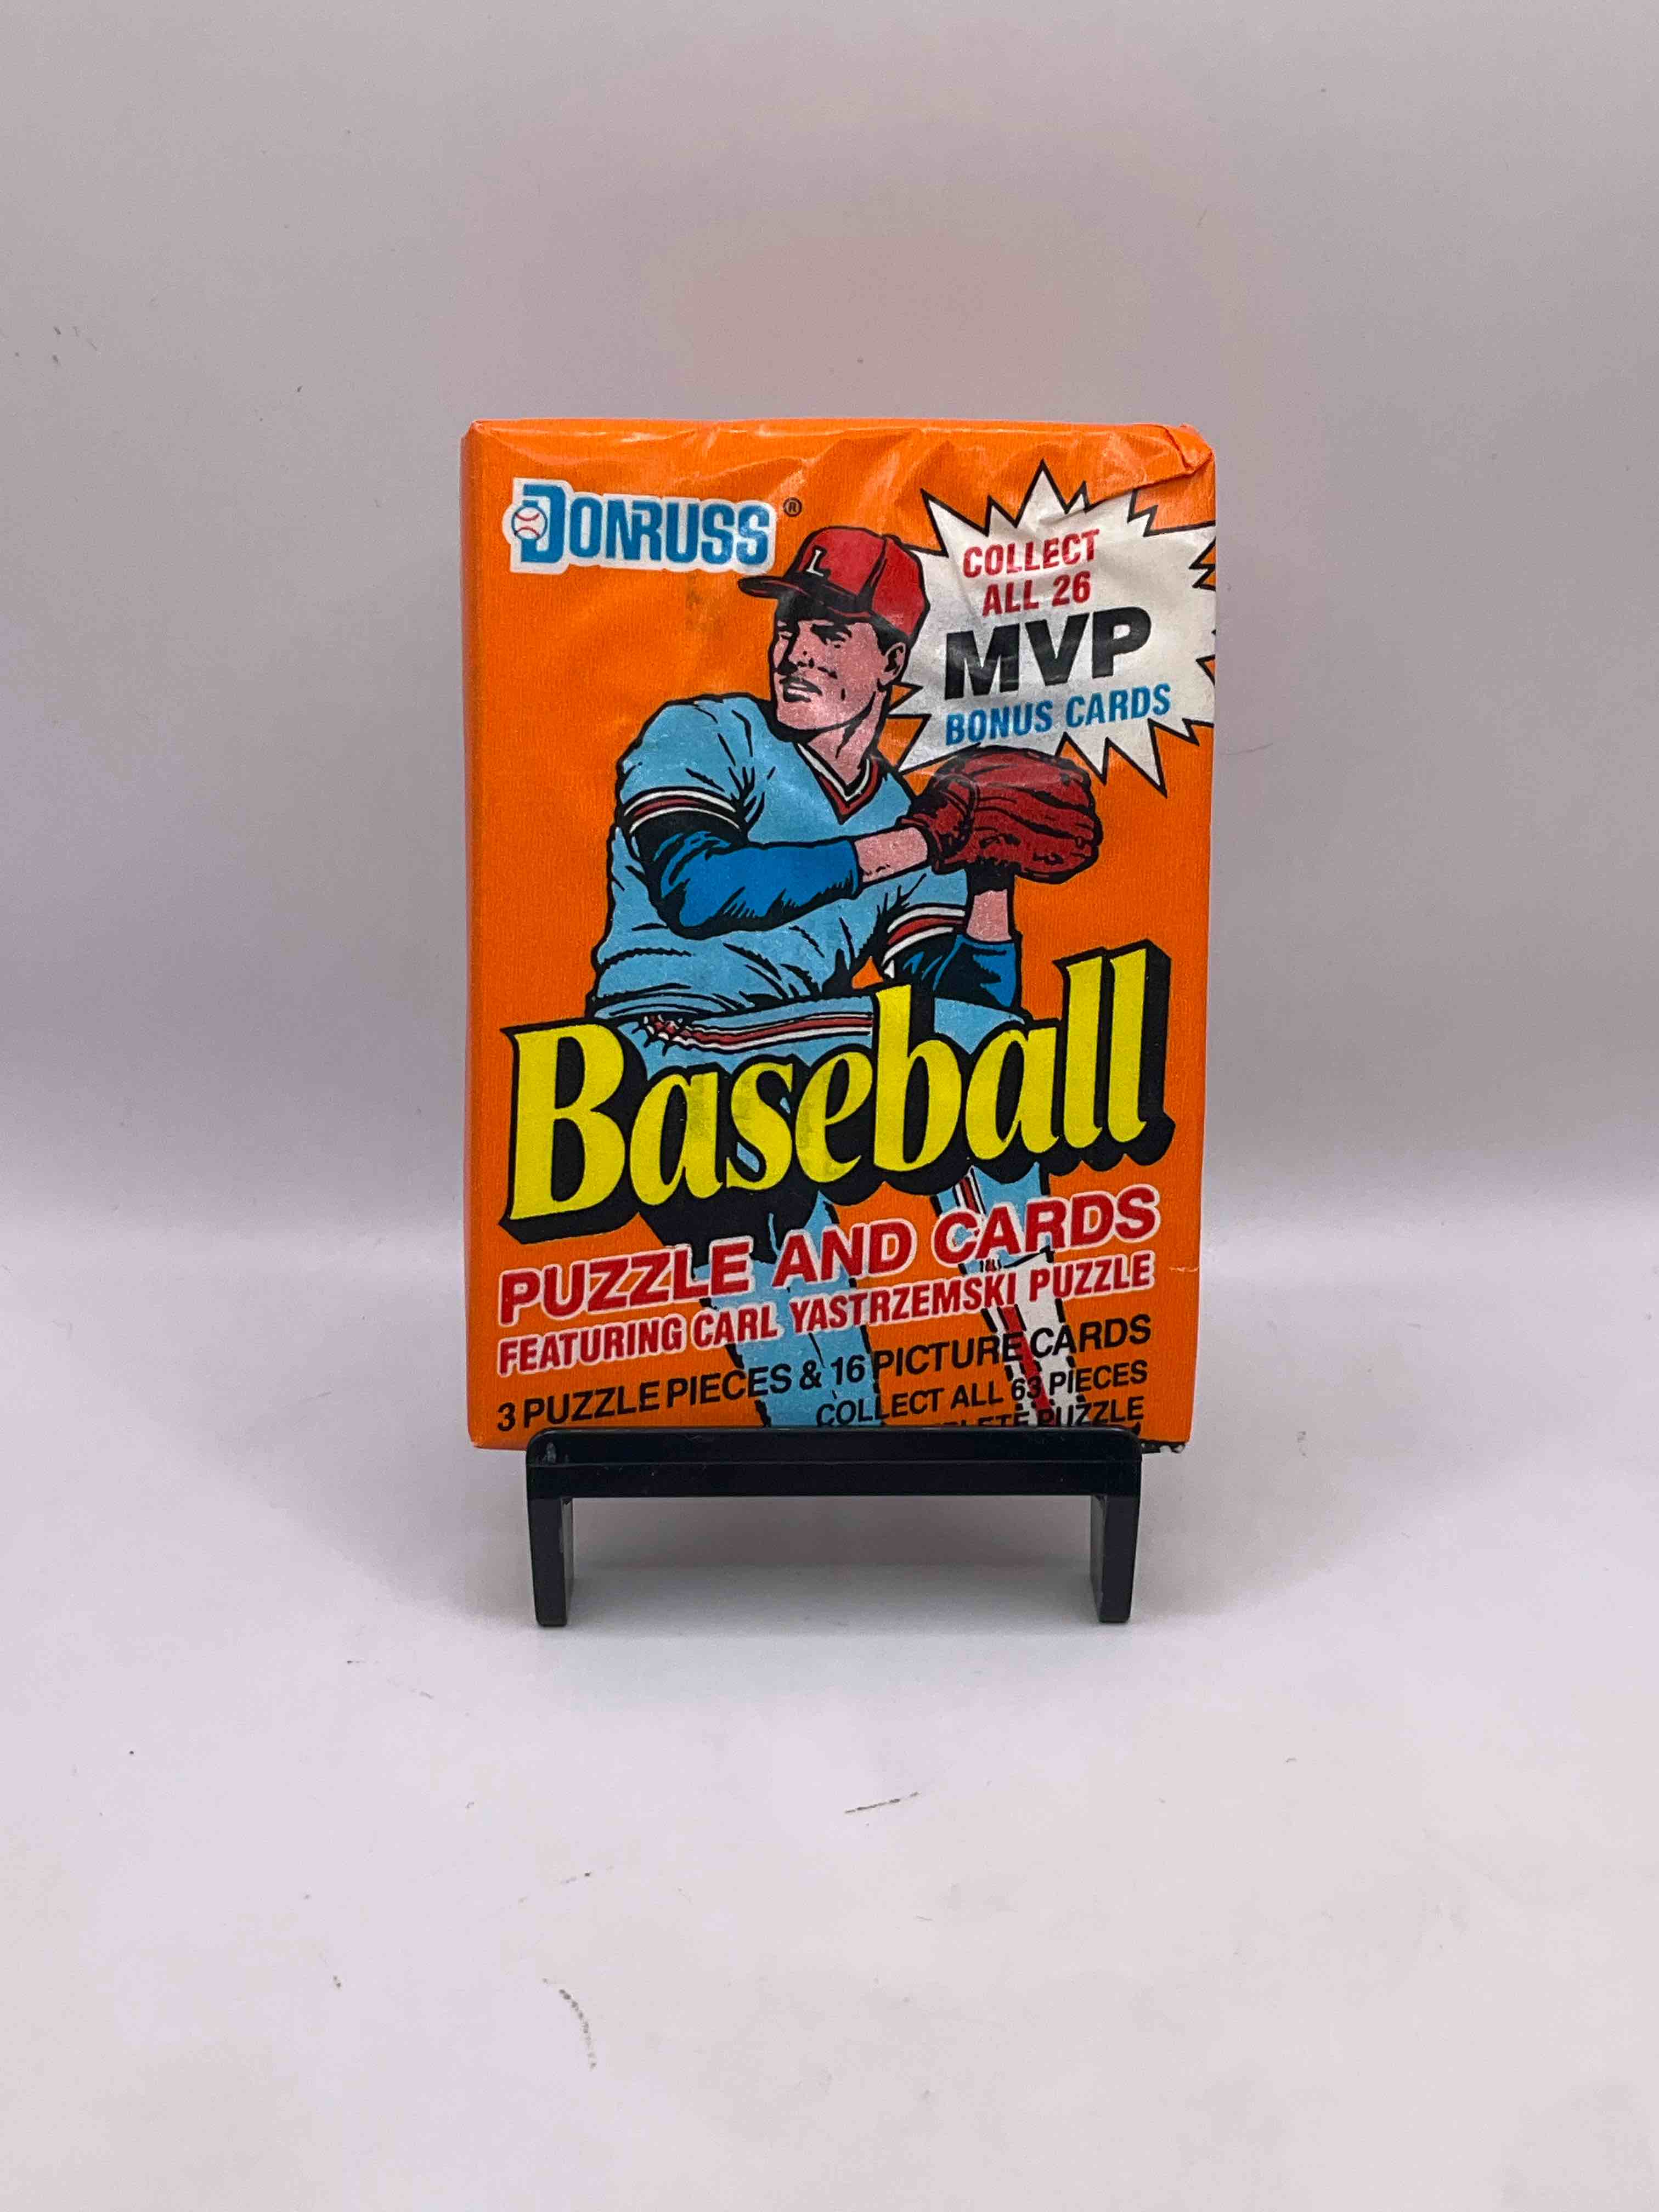 DONRUSS®
COLLECT
ALL 26
MVP
BONUS CARDS
L
Baseball
PUZZLE AND CARDS
FEATURING CARL YASTRZEMSKI PUZZLE
3 PUZZLE PIECES & 16 PICTURE CARDS
COLLECT ALL 63 PIECES
PUZZLE